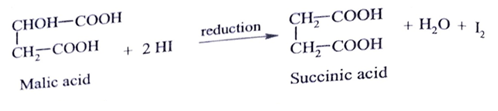 CHOH—COOH
CH₂—COOH + 2 HI
Malic acid
reduction
CH₂—COOH
CH₂—COOH
Succinic acid
+ H₂O + I₂